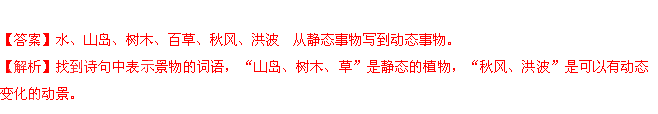 【答案】水、山岛、树木、百草、秋风、洪波　从静态事物写到动态事物。
【解析】找到诗句中表示景物的词语，“山岛、树木、草”是静态的植物，“秋风、洪波”是可以有动态
变化的动景。